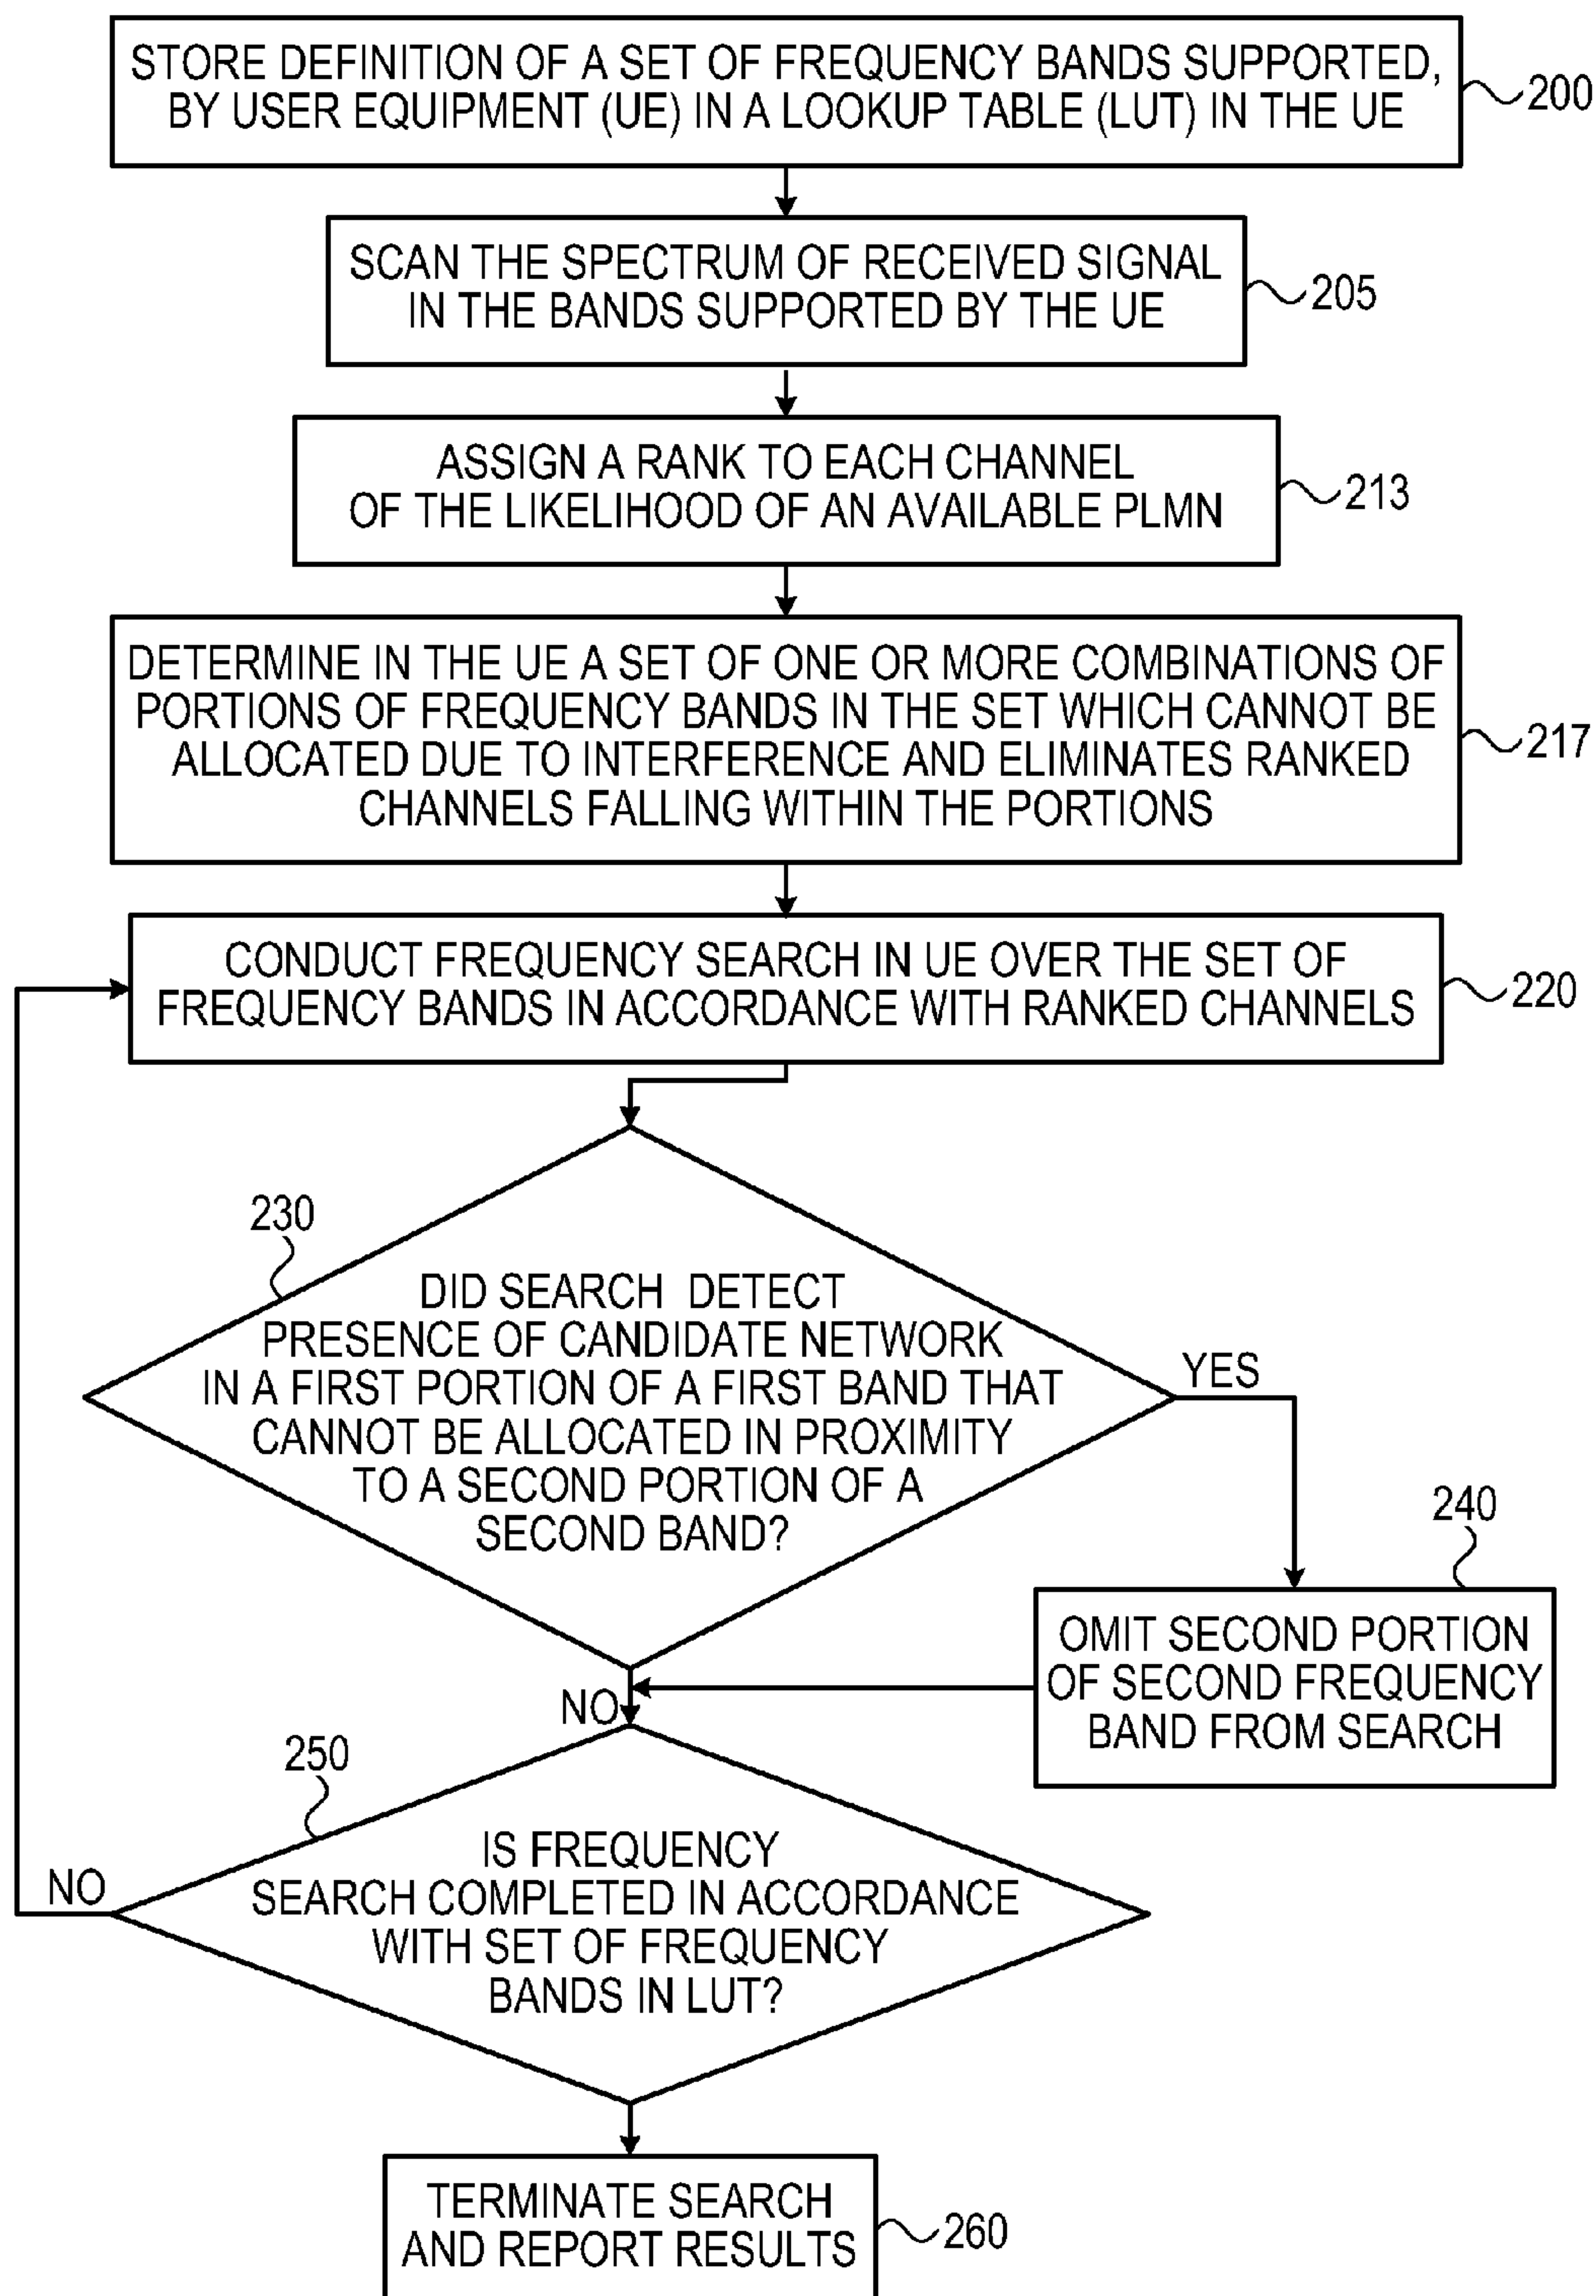 STORE DEFINITION OF A SET OF FREQUENCY BANDS SUPPORTED,
BY USER EQUIPMENT (UE) IN A LOOKUP TABLE (LUT) IN THE UE
200
SCAN THE SPECTRUM OF RECEIVED SIGNAL
IN THE BANDS SUPPORTED BY THE UE
205
ASSIGN A RANK TO EACH CHANNEL
OF THE LIKELIHOOD OF AN AVAILABLE PLMN
213
DETERMINE IN THE UE A SET OF ONE OR MORE COMBINATIONS OF
PORTIONS OF FREQUENCY BANDS IN THE SET WHICH CANNOT BE
ALLOCATED DUE TO INTERFERENCE AND ELIMINATES RANKED
CHANNELS FALLING WITHIN THE PORTIONS
217
CONDUCT FREQUENCY SEARCH IN UE OVER THE SET OF
FREQUENCY BANDS IN ACCORDANCE WITH RANKED CHANNELS
220
230
DID SEARCH DETECT
PRESENCE OF CANDIDATE NETWORK
IN A FIRST PORTION OF A FIRST BAND THAT
CANNOT BE ALLOCATED IN PROXIMITY
TO A SECOND PORTION OF A
SECOND BAND?
YES
240
OMIT SECOND PORTION
OF SECOND FREQUENCY
BAND FROM SEARCH
NO
250
IS FREQUENCY
SEARCH COMPLETED IN ACCORDANCE
WITH SET OF FREQUENCY
BANDS IN LUT?
NO
TERMINATE SEARCH
AND REPORT RESULTS
260